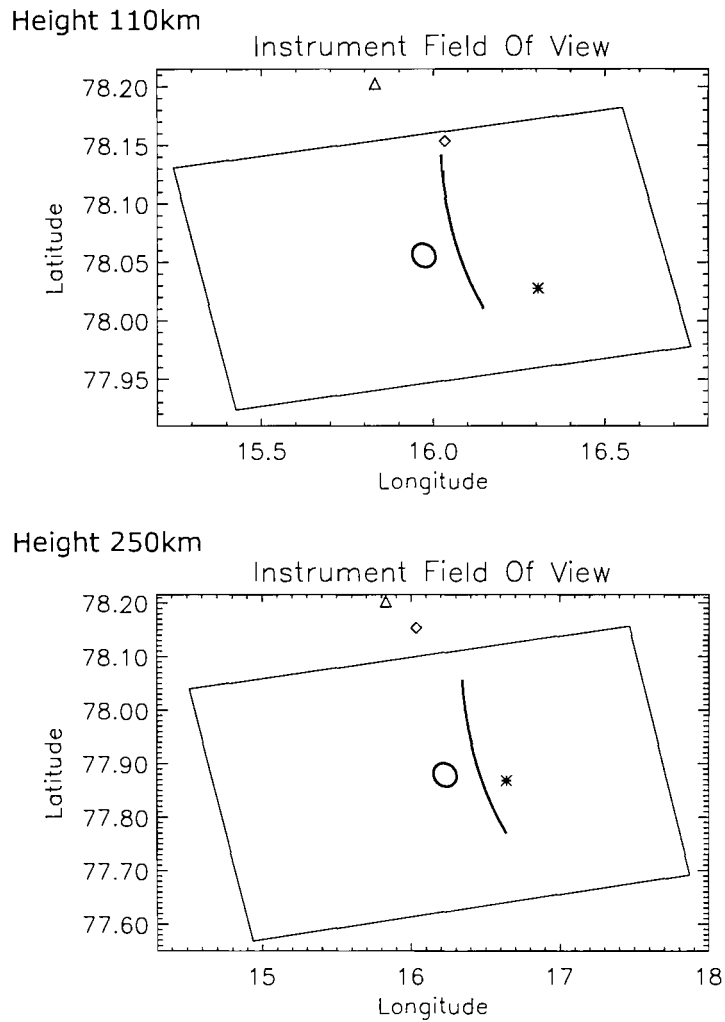 Height 110km
Instrument Field Of View
78.20
78.15
78.10
78.05
78.00
77.95
Latitude
15.5 16.0 16.5
Longitude
Height 250km
Instrument Field Of View
78.20
78.10
78.00
77.90
77.80
77.70
77.60
Latitude
15 16 17 18
Longitude